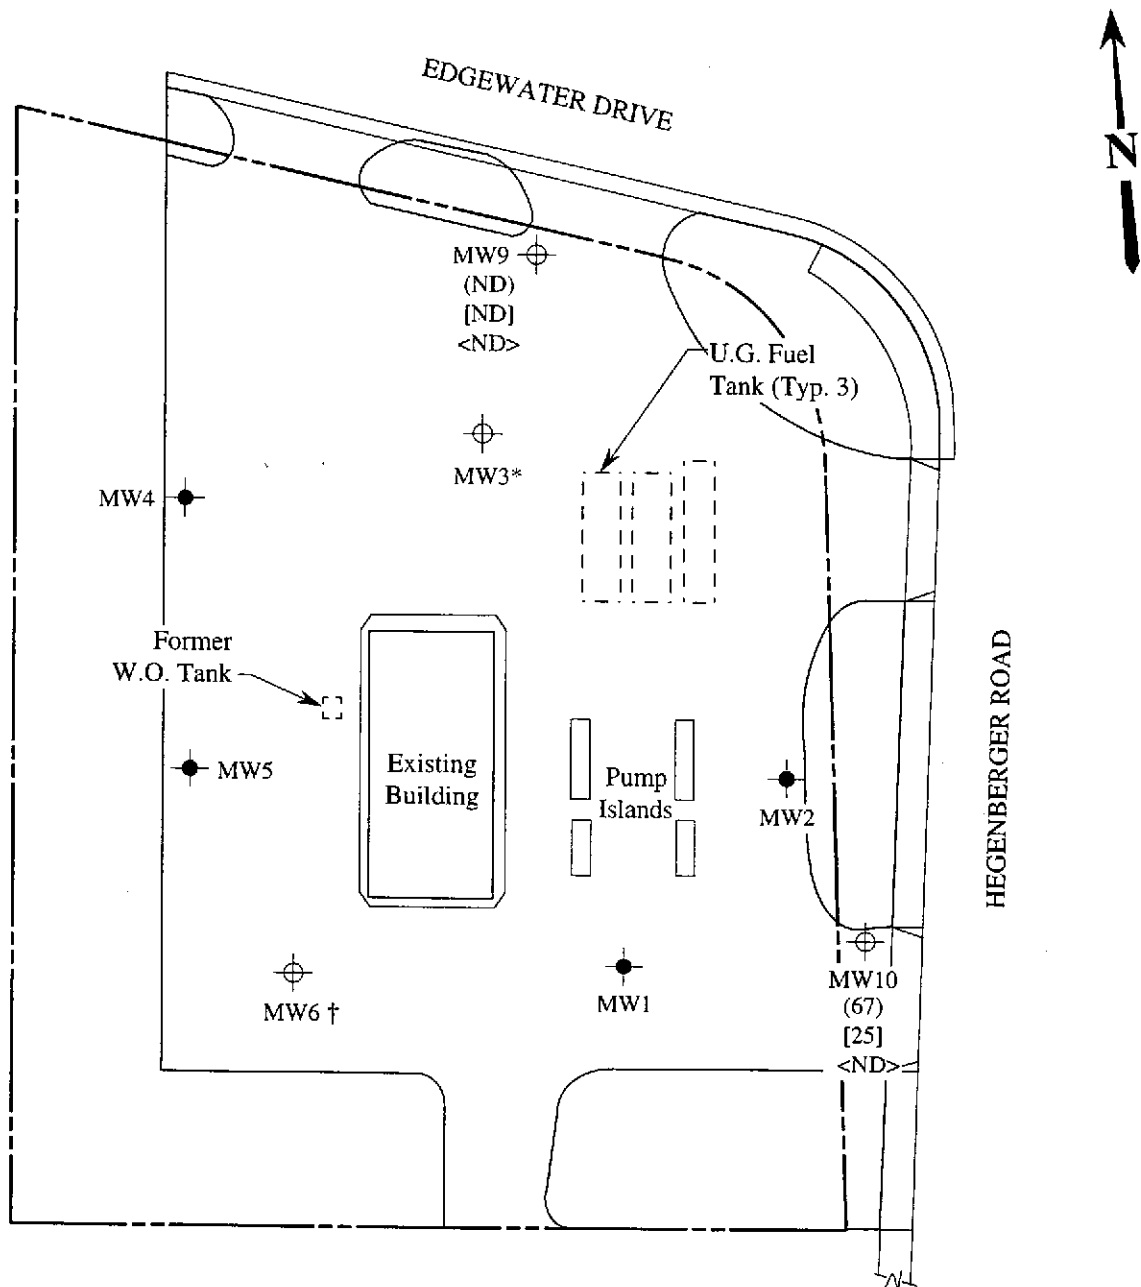 EDGEWATER DRIVE
N
MW9
(ND)
[ND]
<ND>
U.G. Fuel
Tank (Typ. 3)
MW3*
MW4
Former
W.O. Tank
MW5
Existing
Building
Pump
Islands
MW2
HEGENBERGER ROAD
MW6 †
MW1
MW10
(67)
[25]
<ND>